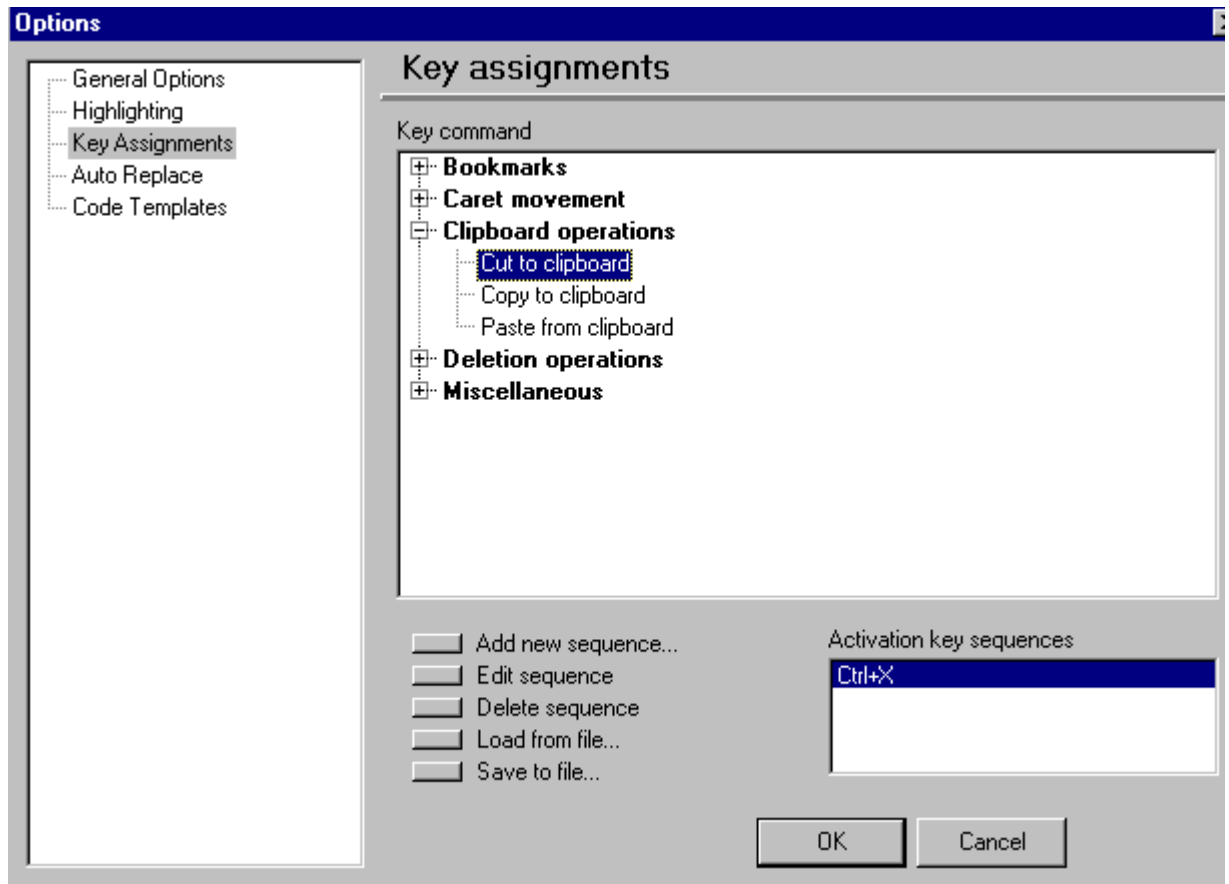 Options
General Options
Highlighting
Key Assignments
Auto Replace
Code Templates
Key assignments
Key command
Bookmarks
Caret movement
Clipboard operations
Cut to clipboard
Copy to clipboard
Paste from clipboard
Deletion operations
Miscellaneous
Add new sequence...
Edit sequence
Delete sequence
Load from file...
Save to file...
Activation key sequences
Ctrl+X
OK
Cancel